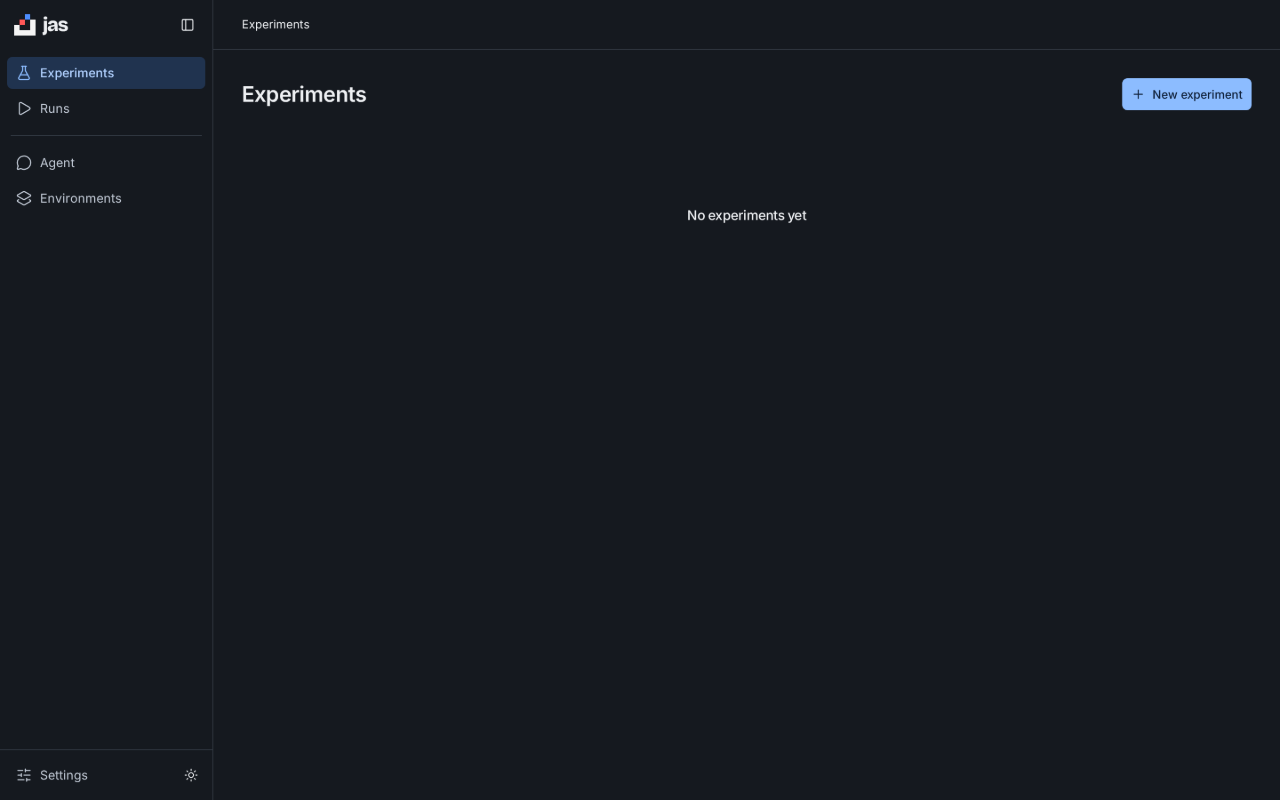 jas
Experiments
Runs
Agent
Environments
Settings
Experiments
Experiments
New experiment
No experiments yet